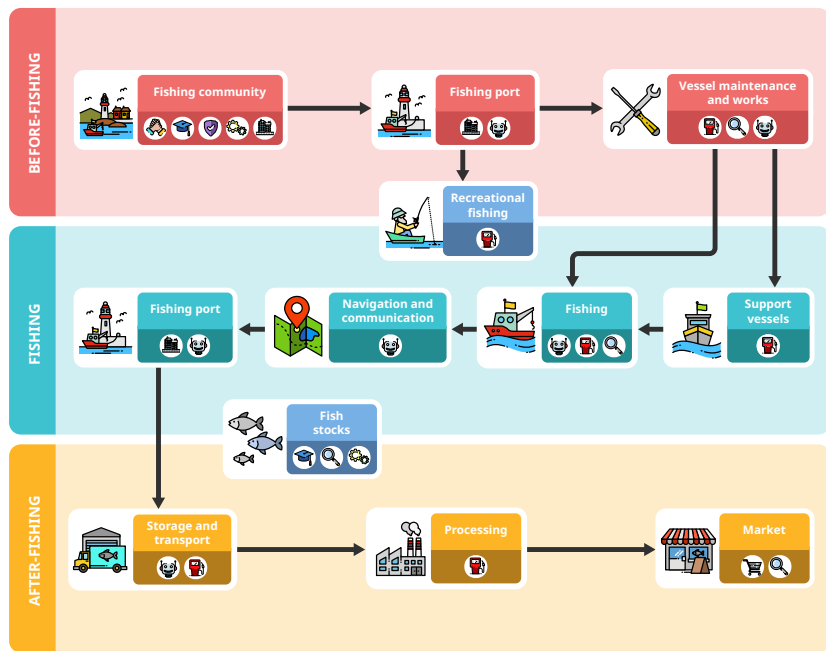 BEFORE-FISHING
Fishing community
Fishing port
Vessel maintenance
and works
Recreational
fishing
FISHING
Fishing port
Navigation and
communication
Fishing
Support
vessels
Fish
stocks
AFTER-FISHING
Storage and
transport
Processing
Market